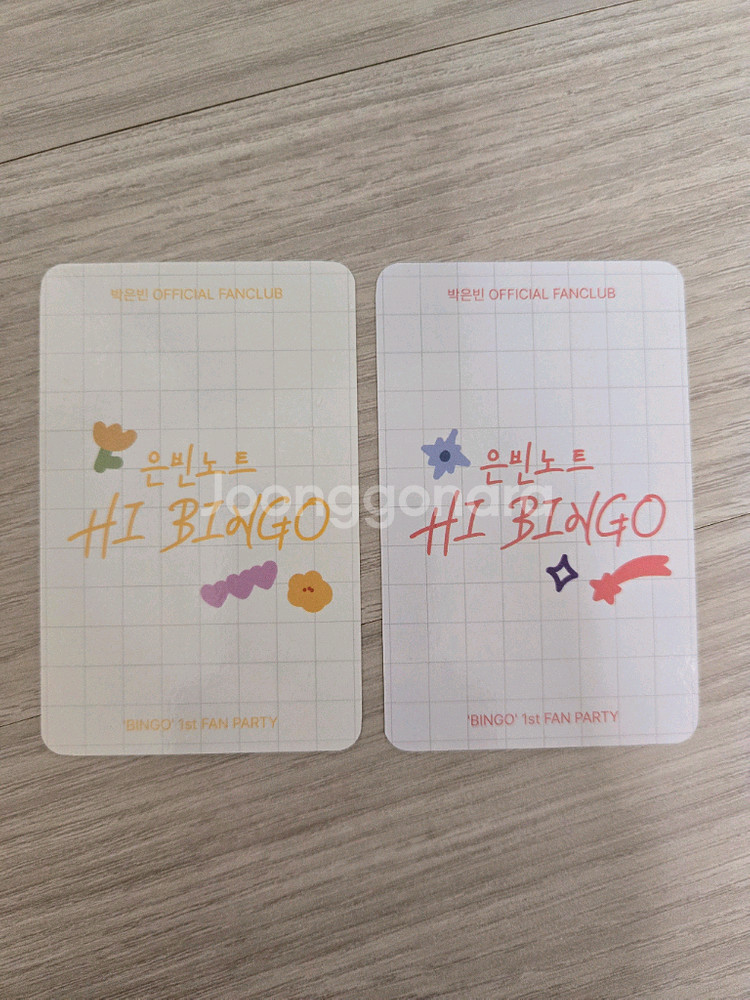 박은빈 OFFICIAL FANCLUB
은빈노트
HI BINGO
'BINGO' 1st FAN PARTY
박은빈 OFFICIAL FANCLUB
은빈노트
HI BINGO
'BINGO' 1st FAN PARTY
Joonggonara